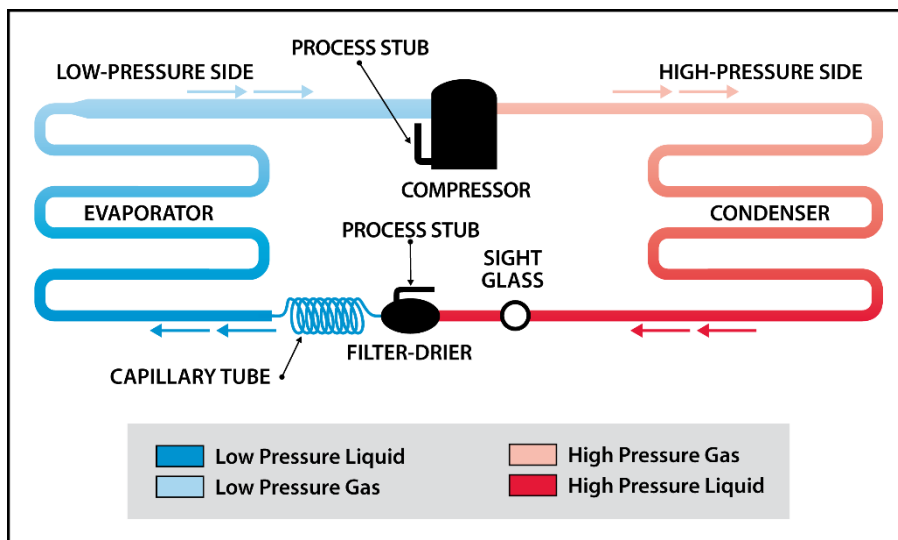 PROCESS STUB
LOW-PRESSURE SIDE
HIGH-PRESSURE SIDE
COMPRESSOR
EVAPORATOR
CONDENSER
PROCESS STUB
SIGHT
GLASS
FILTER-DRIER
CAPILLARY TUBE
Low Pressure Liquid
High Pressure Gas
Low Pressure Gas
High Pressure Liquid